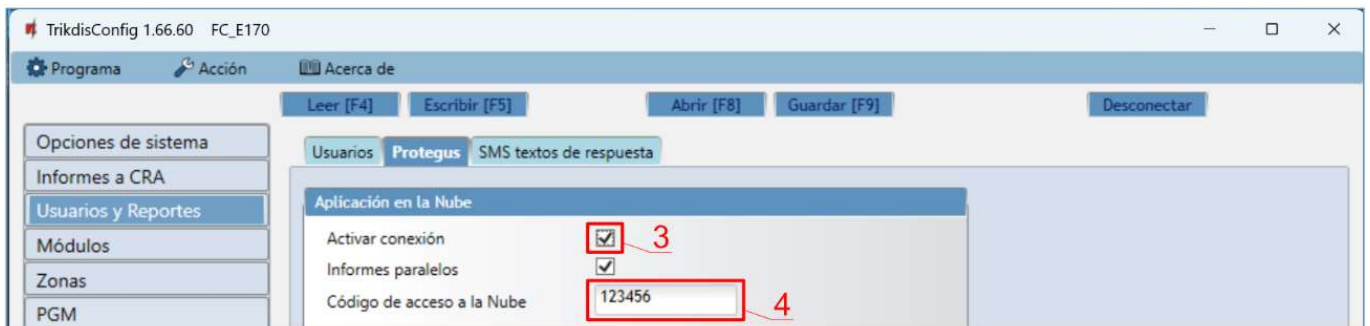 TrikdisConfig 1.66.60 FC_E170
Programa Acción Acerca de
Leer [F4] Escribir [F5] Abrir [F8] Guardar [F9] Desconectar
Opciones de sistema
Informes a CRA
Usuarios y Reportes
Módulos
Zonas
PGM
Usuarios Protegus SMS textos de respuesta
Aplicación en la Nube
Activar conexión 3
Informes paralelos
Código de acceso a la Nube 123456 4